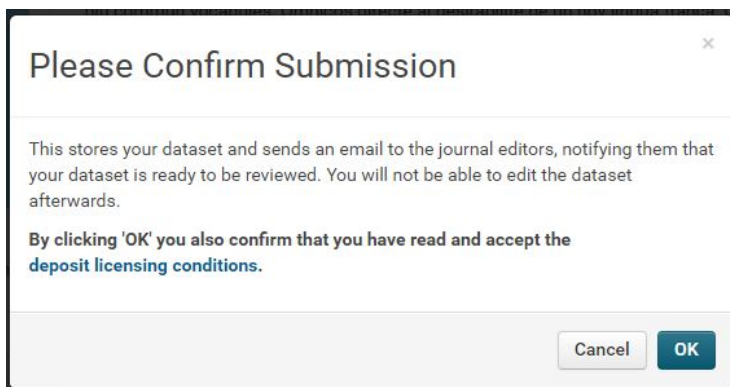 Please Confirm Submission
×
This stores your dataset and sends an email to the journal editors, notifying them that
your dataset is ready to be reviewed. You will not be able to edit the dataset
afterwards.
By clicking 'OK' you also confirm that you have read and accept the
deposit licensing conditions.
Cancel OK